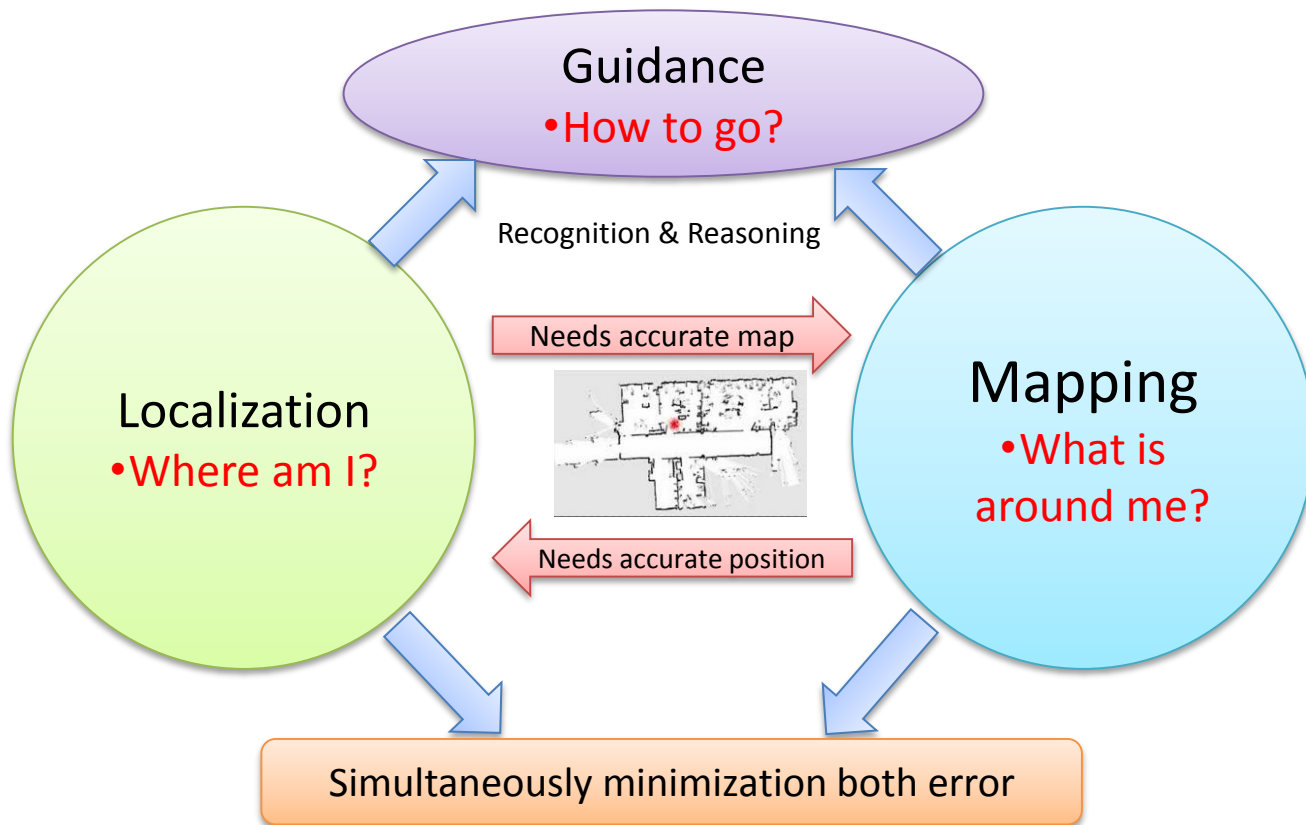 Guidance
•How to go?
Recognition & Reasoning
Needs accurate map
Localization
•Where am I?
Mapping
•What is
around me?
Needs accurate position
Simultaneously minimization both error